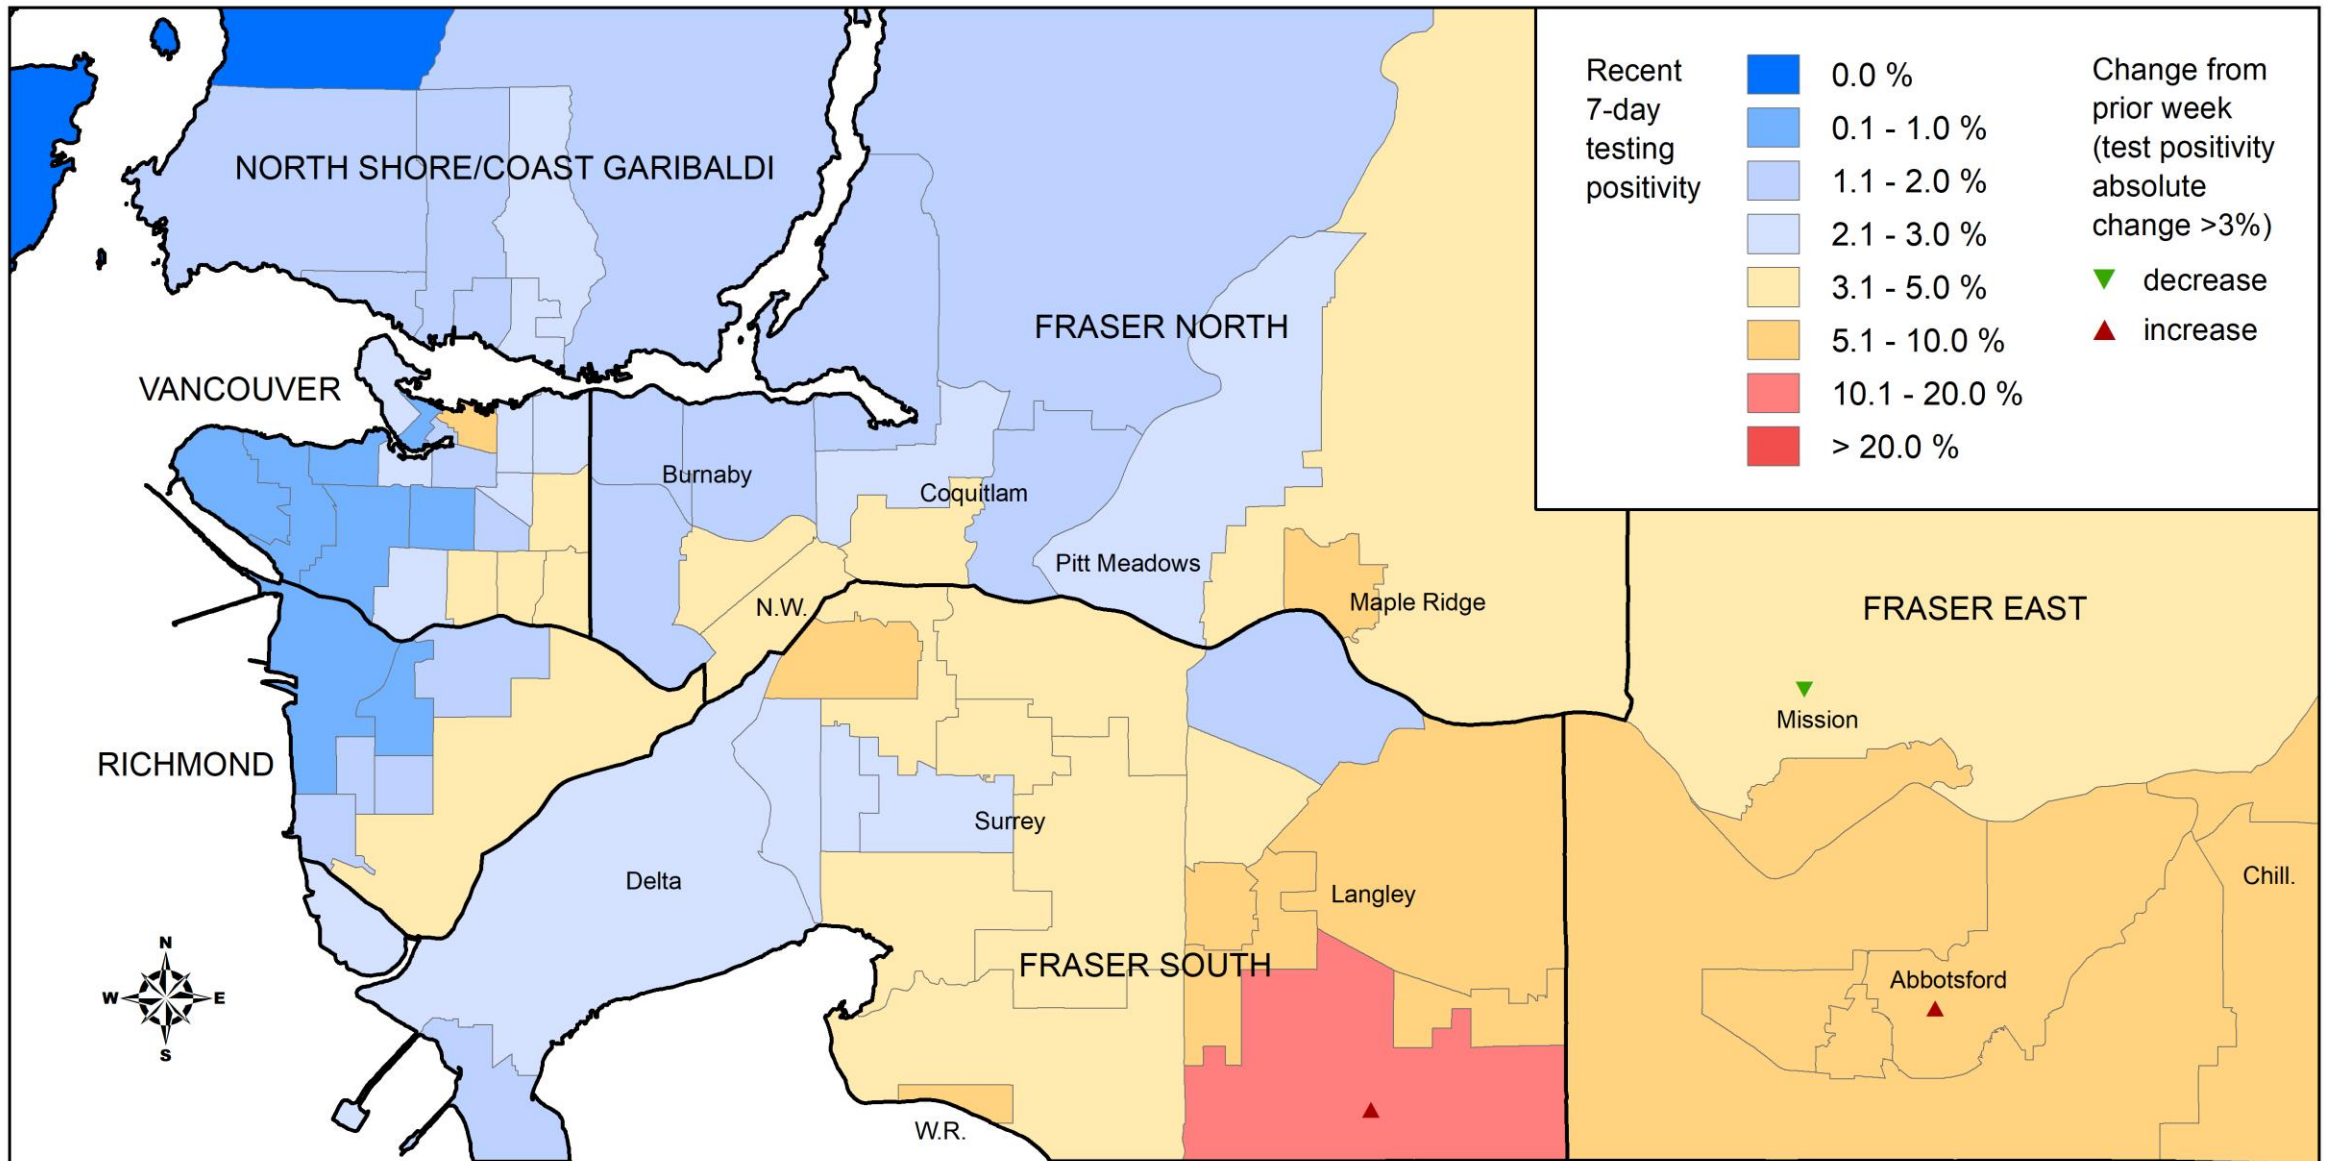 NORTH SHORE/COAST GARIBALDI
FRASER NORTH
VANCOUVER
Burnaby
Coquitlam
Pitt Meadows
N.W.
Maple Ridge
FRASER EAST
Mission
RICHMOND
Surrey
Delta
Langley
Chill.
FRASER SOUTH
Abbotsford
W.R.
N
W
E
S
Recent
7-day
testing
positivity
0.0 %
0.1 - 1.0 %
1.1 - 2.0 %
2.1 - 3.0 %
3.1 - 5.0 %
5.1 - 10.0 %
10.1 - 20.0 %
> 20.0 %
Change from
prior week
(test positivity
absolute
change >3%)
decrease
increase